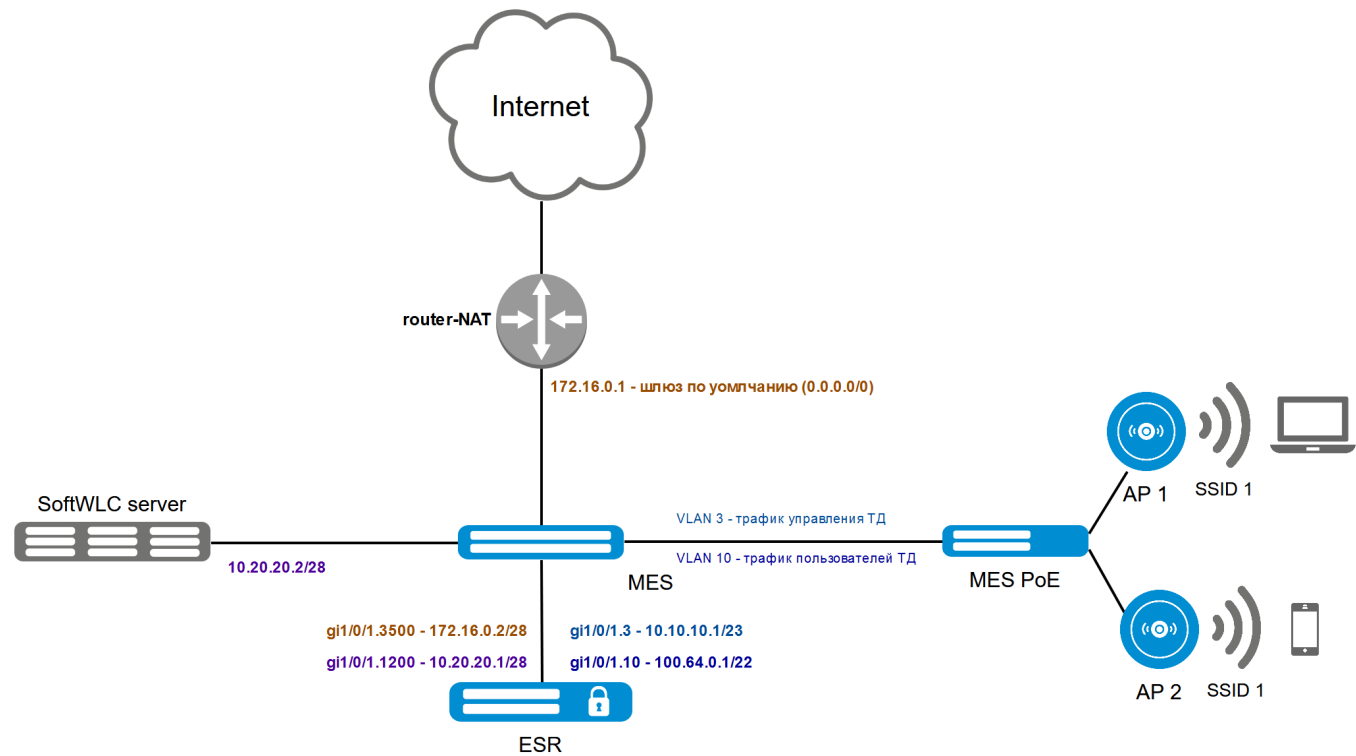 Internet
router-NAT
172.16.0.1 - шлюз по уомпчанию (0.0.0.0/0)
AP 1
SSID 1
SoftWLC server
VLAN 3 - трафик управления ТД
10.20.20.2/28
VLAN 10 - трафик пользователей ТД
MES
MES PoE
gi1/0/1.3500 - 172.16.0.2/28
gi1/0/1.3 - 10.10.10.1/23
gi1/0/1.1200 - 10.20.20.1/28
gi1/0/1.10 - 100.64.0.1/22
AP 2
SSID 1
ESR